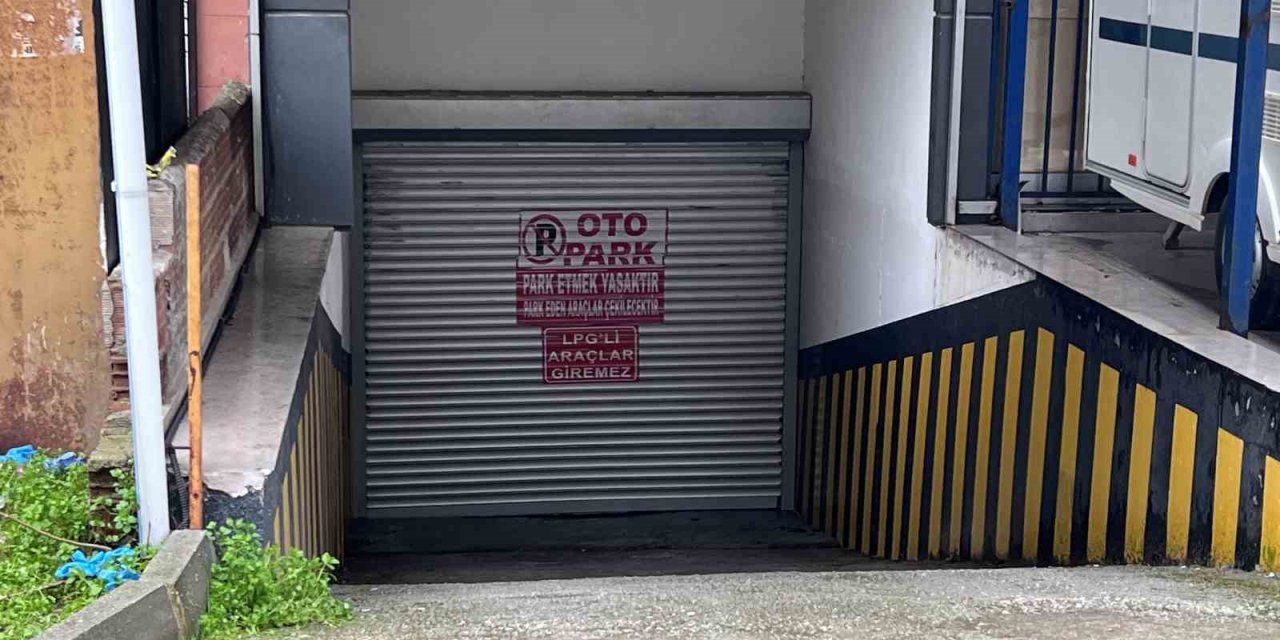 P OTO
PARK
PARK ETMEK YASAKTIR
PARK EDEN ARAÇLAR ÇEKİLECEKTİR
LPG'Lİ
ARAÇLAR
GİREMEZ